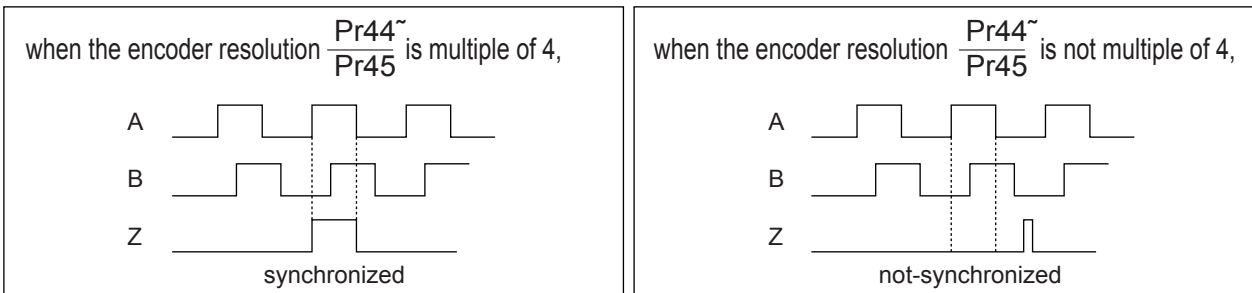 when the encoder resolution Pr44˜/Pr45 is multiple of 4,
A
B
Z
synchronized
when the encoder resolution Pr44˜/Pr45 is not multiple of 4,
A
B
Z
not-synchronized